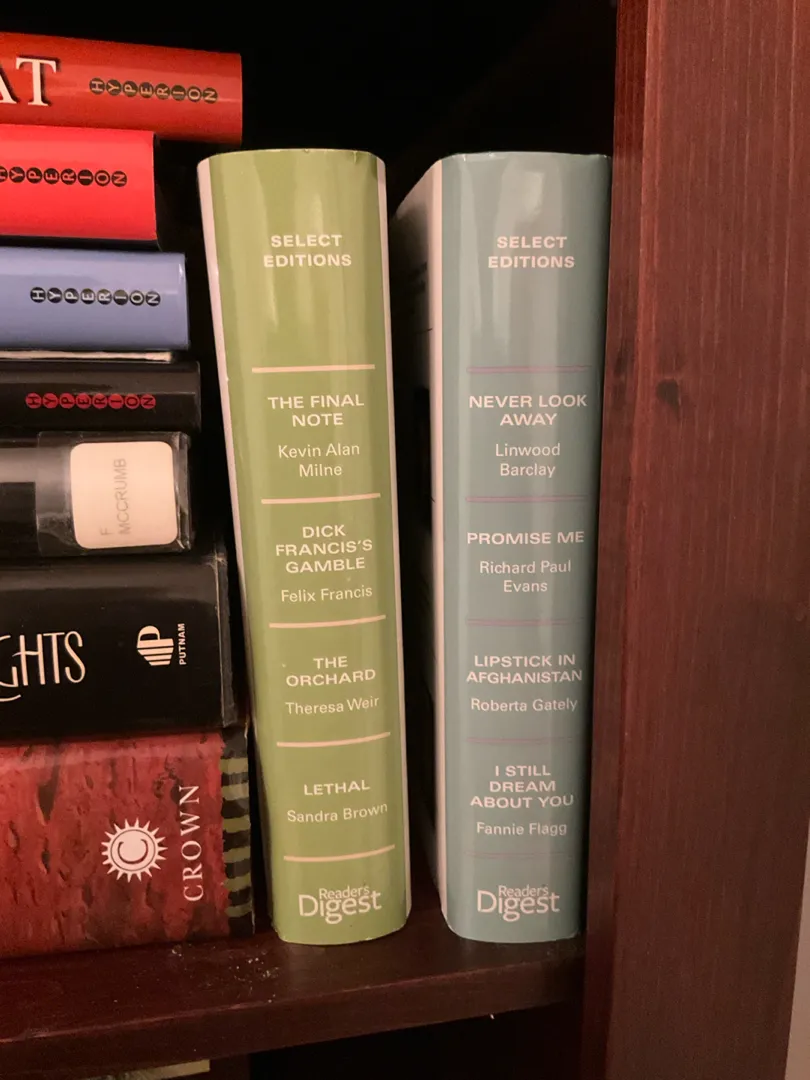 AT HYPERION
HYPERION
HYPERION
HYPERION
F
MCCRUMB
GHTS
PUTNAM
C
CROWN
SELECT
EDITIONS
THE FINAL
NOTE
Kevin Alan
Milne
DICK
FRANCIS'S
GAMBLE
Felix Francis
THE
ORCHARD
Theresa Weir
LETHAL
Sandra Brown
Reader's
Digest
SELECT
EDITIONS
NEVER LOOK
AWAY
Linwood
Barclay
PROMISE ME
Richard Paul
Evans
LIPSTICK IN
AFGHANISTAN
Roberta Gately
I STILL
DREAM
ABOUT YOU
Fannie Flagg
Reader's
Digest